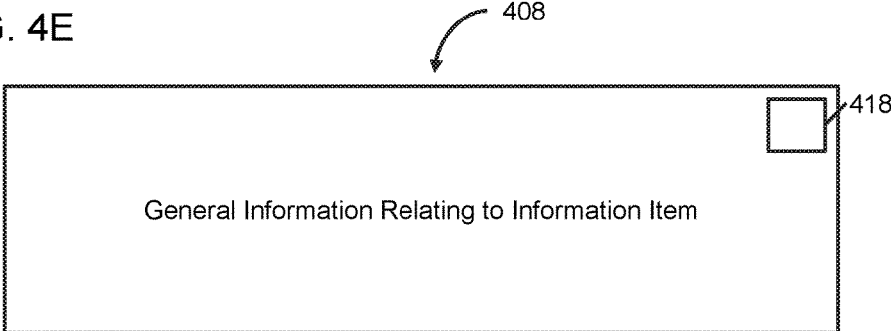 . 4E
408
418
General Information Relating to Information Item